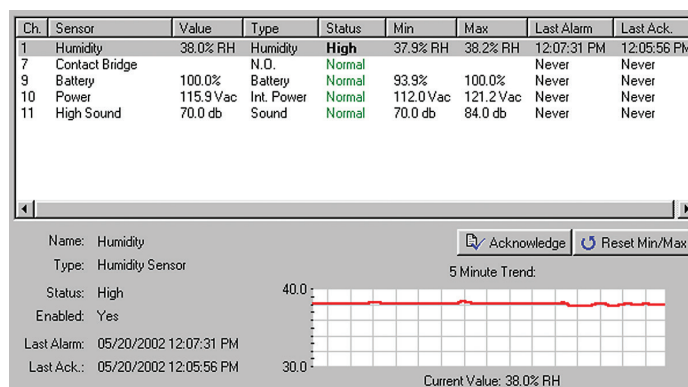 Ch. Sensor Value Type Status Min Max Last Alarm Last Ack.
1 Humidity 38.0% RH Humidity High 37.9% RH 38.2% RH 12:07:31 PM 12:05:56 PM
7 Contact Bridge N.O. Normal Never Never
9 Battery 100.0% Battery Normal 93.9% 100.0% Never Never
10 Power 115.9 Vac Int. Power Normal 112.0 Vac 121.2 Vac Never Never
11 High Sound 70.0 db Sound Normal 70.0 db 84.0 db Never Never
Name: Humidity
Acknowledge Reset Min/Max
Type: Humidity Sensor
5 Minute Trend:
Status: High
40.0
Enabled: Yes
Last Alarm: 05/20/2002 12:07:31 PM
Last Ack.: 05/20/2002 12:05:56 PM
30.0
Current Value: 38.0% RH